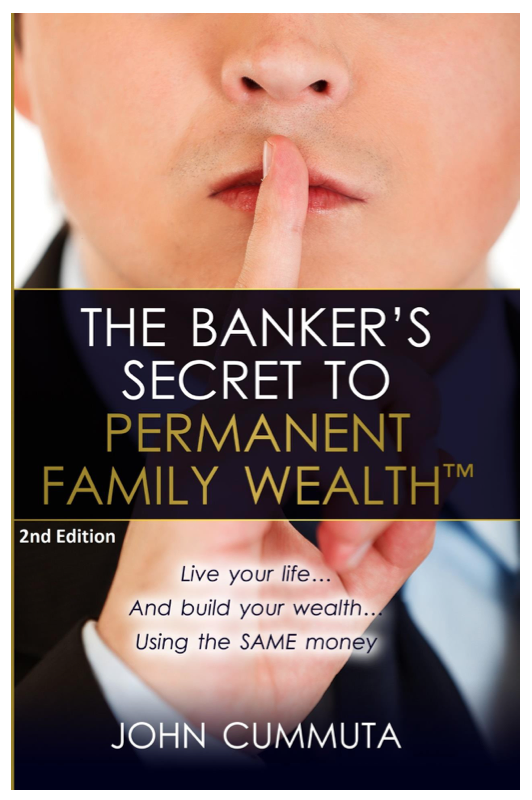 THE BANKER’S
SECRET TO
PERMANENT
FAMILY WEALTH™
2nd Edition
Live your life...
And build your wealth...
Using the SAME money
JOHN CUMMUTA